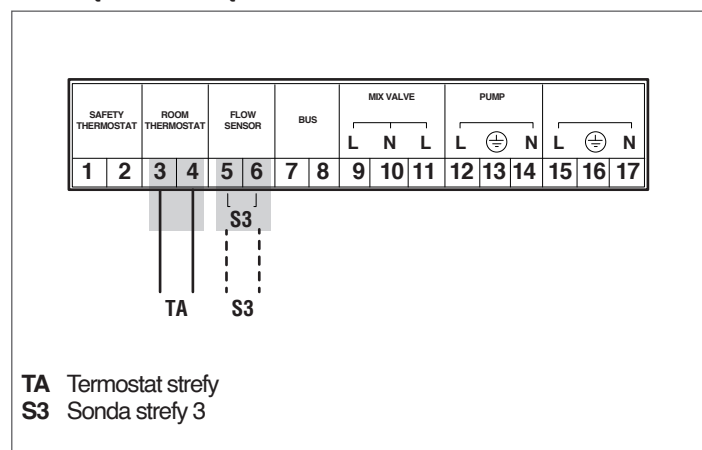 SAFETY THERMOSTAT
ROOM THERMOSTAT
FLOW SENSOR
BUS
MIX VALVE
PUMP
L N L L N L N
1 2 3 4 5 6 7 8 9 10 11 12 13 14 15 16 17
S3
TA S3
TA Termostat strefy
S3 Sonda strefy 3